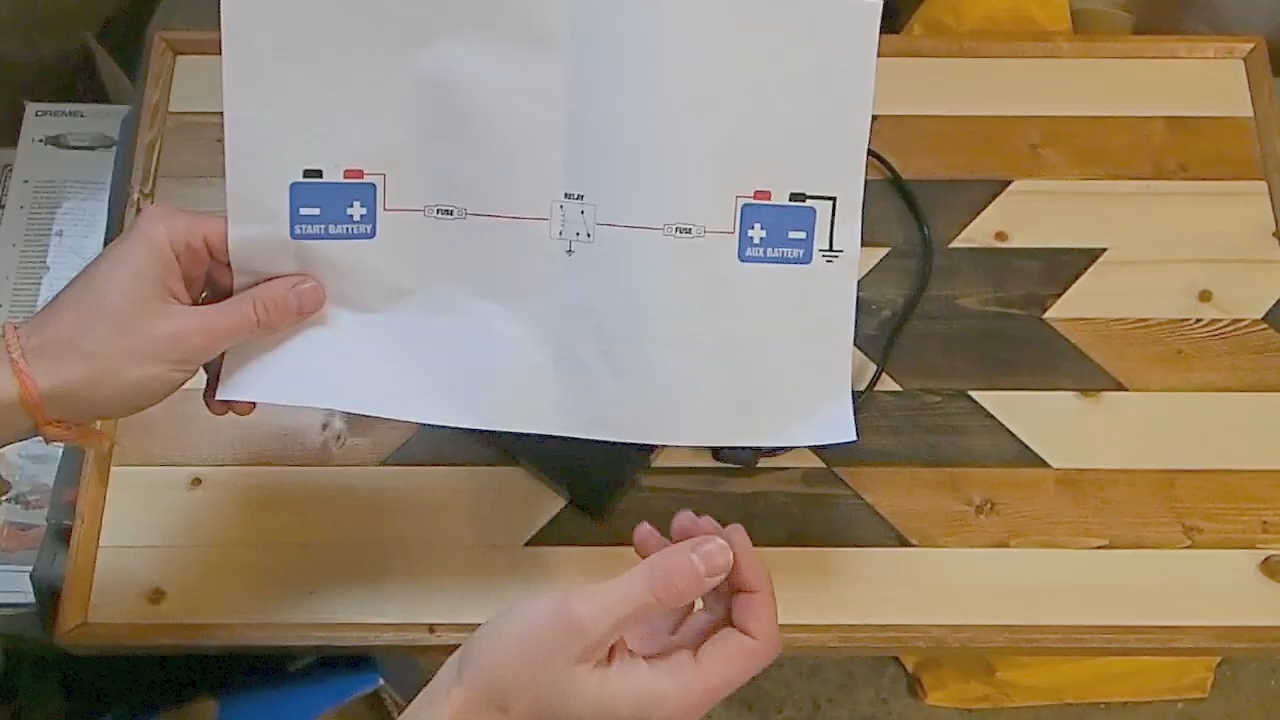 DREMEL
RELAY
FUSE
FUSE
START BATTERY
AUX BATTERY